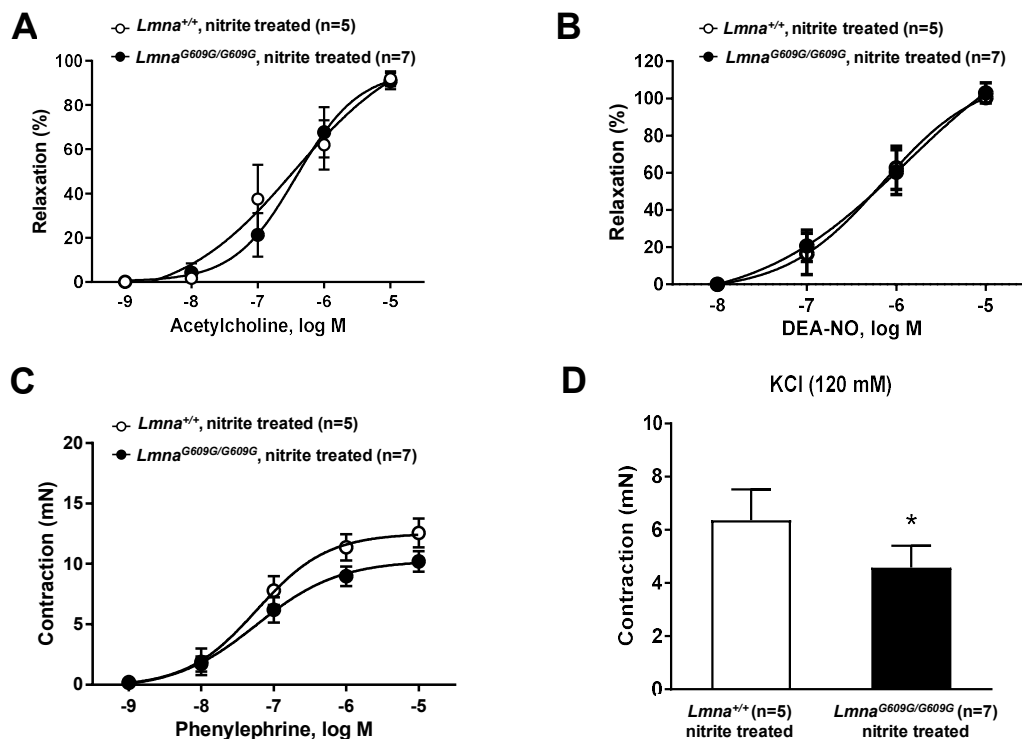 A
Lmna+/+, nitrite treated (n=5)
LmnaG609G/G609G, nitrite treated (n=7)
Relaxation (%)
100
80
60
40
20
0
-9 -8 -7 -6 -5
Acetylcholine, log M
B
Lmna+/+, nitrite treated (n=5)
LmnaG609G/G609G, nitrite treated (n=7)
Relaxation (%)
120
100
80
60
40
20
0
-8 -7 -6 -5
DEA-NO, log M
C
Lmna+/+, nitrite treated (n=5)
LmnaG609G/G609G, nitrite treated (n=7)
Contraction (mN)
20
15
10
5
0
-9 -8 -7 -6 -5
Phenylephrine, log M
D
KCl (120 mM)
Contraction (mN)
10
8
6
4
2
0
*
Lmna+/+ (n=5)
nitrite treated
LmnaG609G/G609G (n=7)
nitrite treated